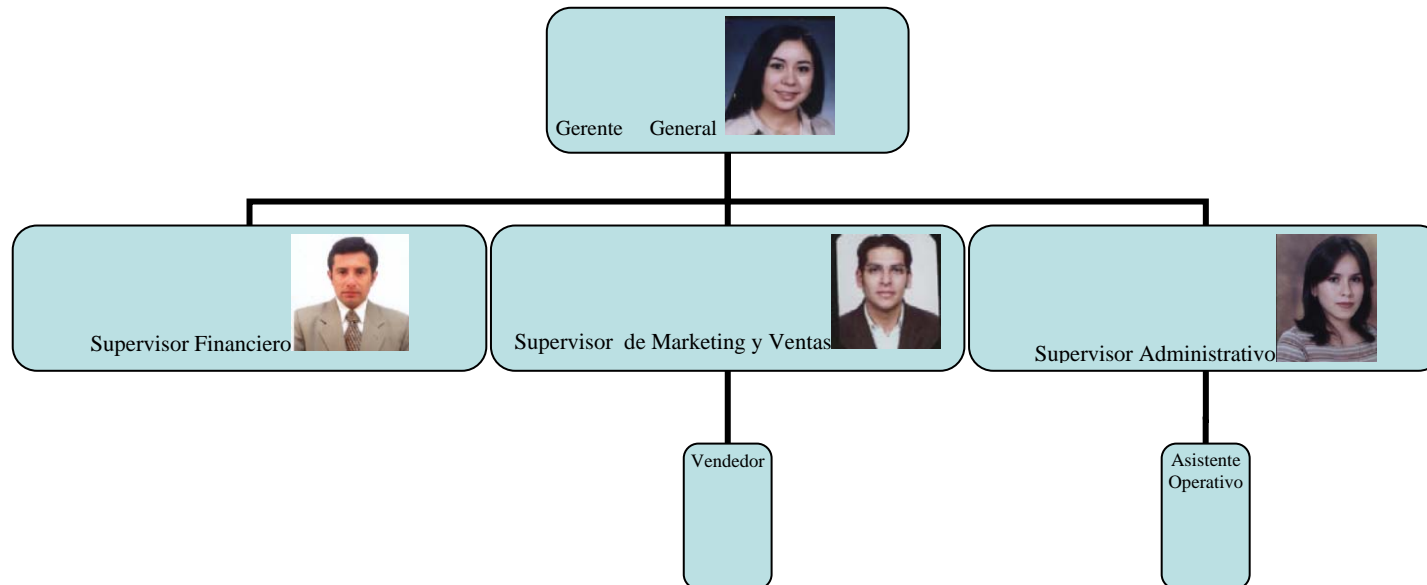 Gerente General
Supervisor Financiero
Supervisor de Marketing y Ventas
Supervisor Administrativo
Vendedor
Asistente
Operativo